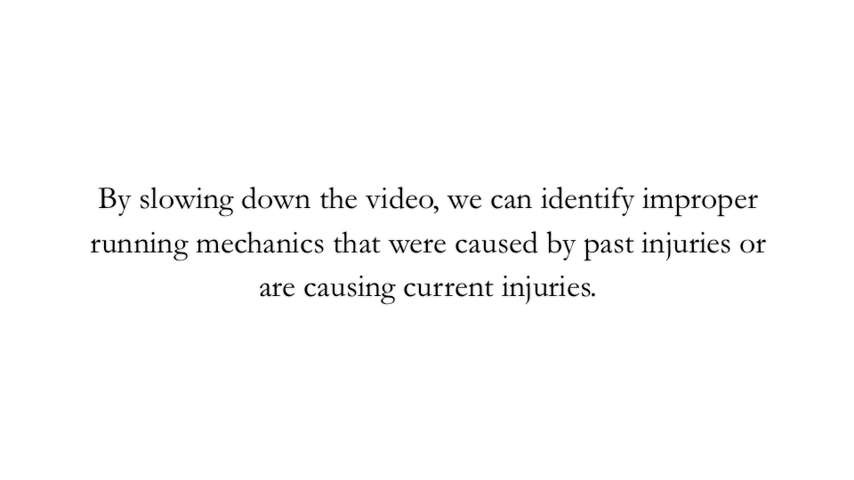 By slowing down the video, we can identify improper
running mechanics that were caused by past injuries or
are causing current injuries.